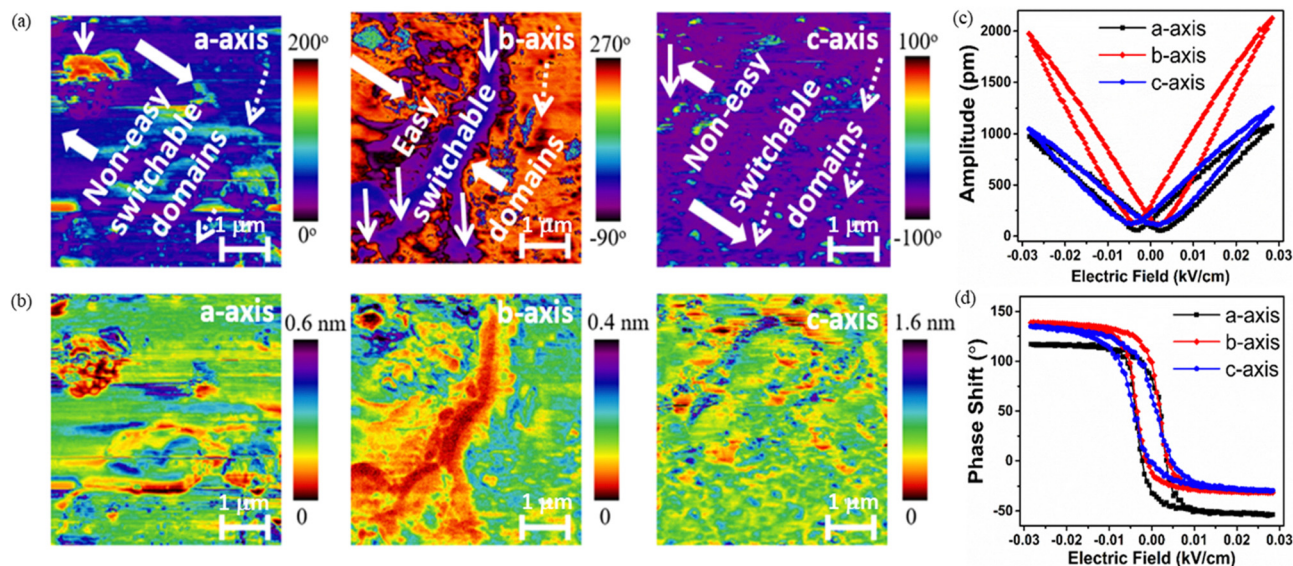 (a)
a-axis
Non-easy
switchable
domains
1 μm
200°
0°
b-axis
Easy
switchable
domains
1 μm
270°
-90°
c-axis
Non-easy
switchable
domains
1 μm
100°
-100°
(b)
a-axis
1 μm
0.6 nm
0
b-axis
1 μm
0.4 nm
0
c-axis
1 μm
1.6 nm
0
(c)
a-axis
b-axis
c-axis
Amplitude (pm)
2000
1500
1000
500
0
-0.03 -0.02 -0.01 0.00 0.01 0.02 0.03
Electric Field (kV/cm)
(d)
a-axis
b-axis
c-axis
Phase Shift (°)
150
100
50
0
-50
-0.03 -0.02 -0.01 0.00 0.01 0.02 0.03
Electric Field (kV/cm)